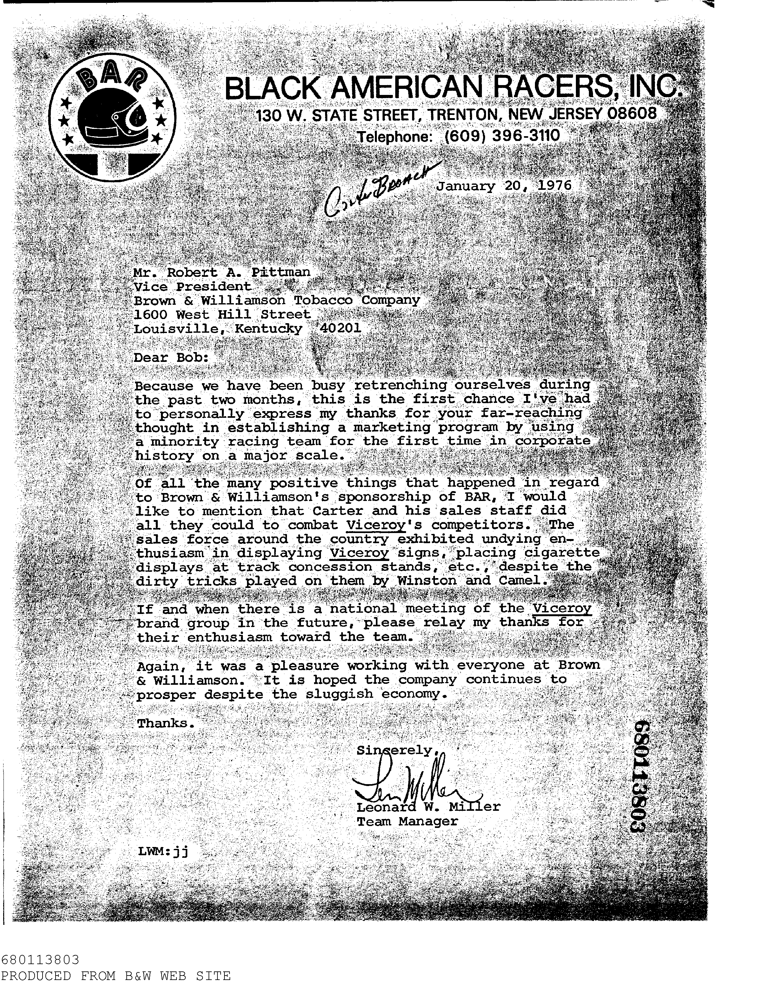 BAR
BLACK AMERICAN RACERS, INC.
130 W. STATE STREET, TRENTON, NEW JERSEY 08608
Telephone: (609) 396-3110
January 20, 1976
Mr. Robert A. Pittman
Vice President
Brown & Williamson Tobacco Company
1600 West Hill Street
Louisville, Kentucky 40201
Dear Bob:
Because we have been busy retrenching ourselves during
the past two months, this is the first chance I've had
to personally express my thanks for your far-reaching
thought in establishing a marketing program by using
a minority racing team for the first time in corporate
history on a major scale.
Of all the many positive things that happened in regard
to Brown & Williamson's sponsorship of BAR, I would
like to mention that Carter and his sales staff did
all they could to combat Viceroy's competitors. The
sales force around the country exhibited undying en-
thusiasm in displaying Viceroy signs, placing cigarette
displays at track concession stands, etc., despite the
dirty tricks played on them by Winston and Camel.
If and when there is a national meeting of the Viceroy
brand group in the future, please relay my thanks for
their enthusiasm toward the team.
Again, it was a pleasure working with everyone at Brown
& Williamson. It is hoped the company continues to
prosper despite the sluggish economy.
Thanks.
Sincerely,
Len Miller
Leonard W. Miller
Team Manager
LWM:jj
680113803
680113803
PRODUCED FROM B&W WEB SITE